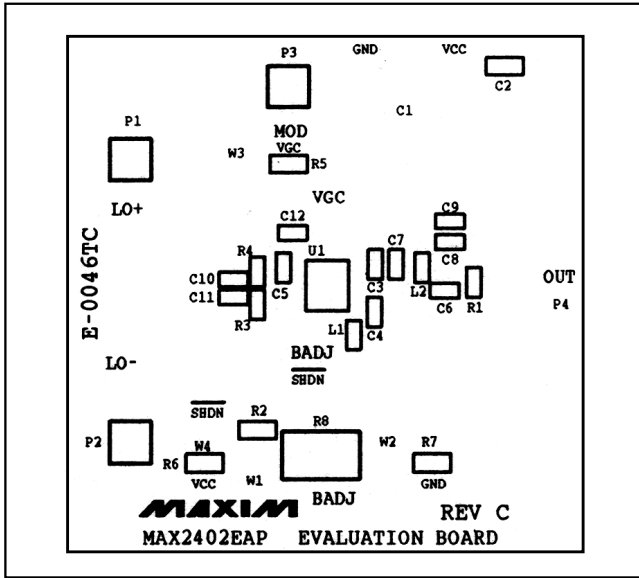 GND VCC
P3
C2
C1
P1
MOD
VGC
W3 R5
LO+ VGC
C12 C9
U1 C7
R4 C8
C10 OUT
C11 C5 C3 L2 C6 R1 P4
R3 L1 C4
E-0046TC
BADJ
LO- SHDN
SHDN R2 R8
P2 W4 W2 R7
R6
VCC W1 GND
BADJ
MAXIM REV C
MAX2402EAP EVALUATION BOARD